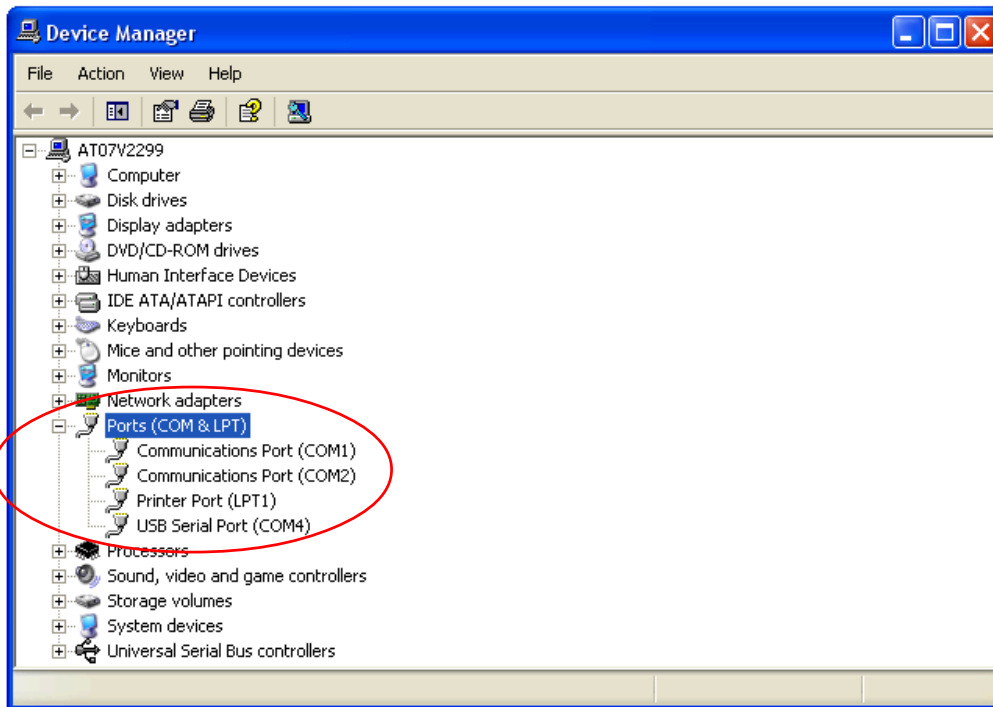 Device Manager
File Action View Help
AT07V2299
Computer
Disk drives
Display adapters
DVD/CD-ROM drives
Human Interface Devices
IDE ATA/ATAPI controllers
Keyboards
Mice and other pointing devices
Monitors
Network adapters
Ports (COM & LPT)
Communications Port (COM1)
Communications Port (COM2)
Printer Port (LPT1)
USB Serial Port (COM4)
Processors
Sound, video and game controllers
Storage volumes
System devices
Universal Serial Bus controllers